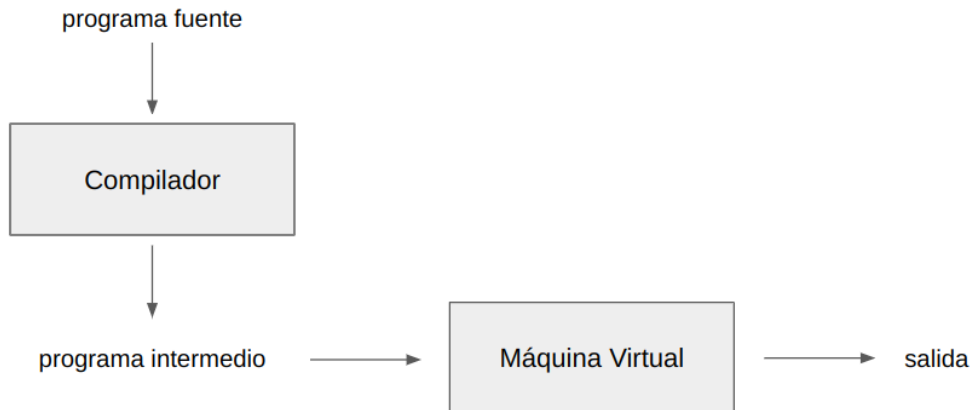 programa fuente
Compilador
programa intermedio
Máquina Virtual
salida